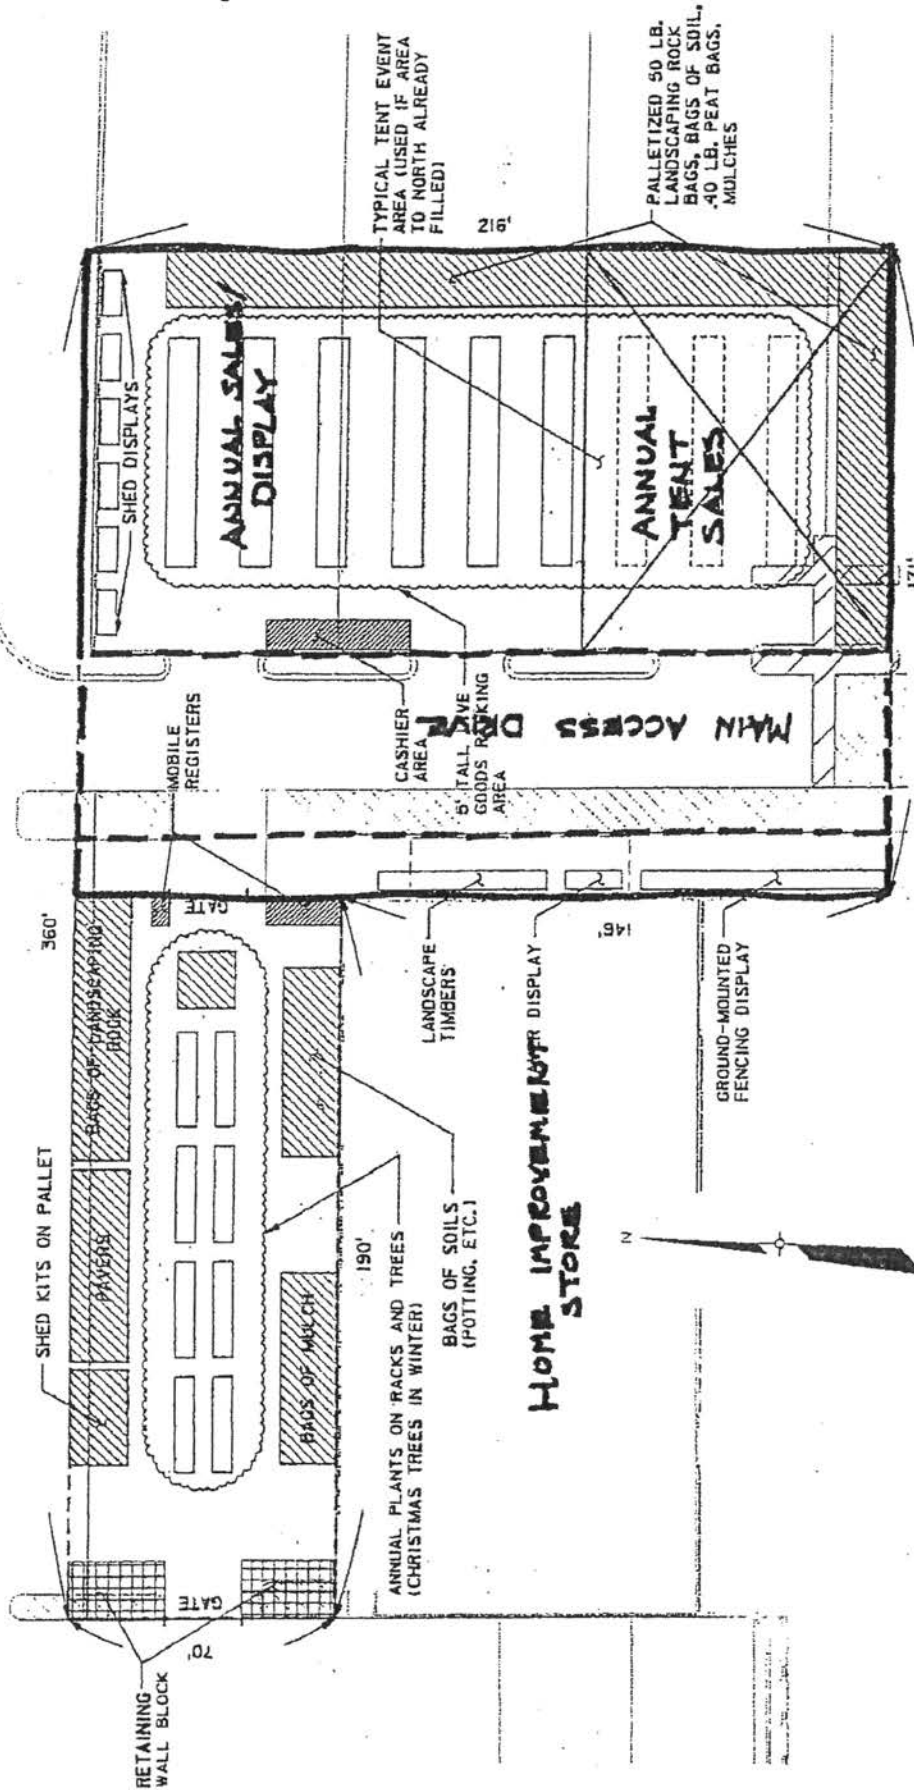 SHED KITS ON PALLET
RETAINING
WALL BLOCK
70'
GATE
PAVERS
BAGS OF LANDSCAPING
ROCK
360'
BAGS OF MULCH
190'
ANNUAL PLANTS ON RACKS AND TREES
(CHRISTMAS TREES IN WINTER)
BAGS OF SOILS
(POTTING, ETC.)
HOME IMPROVEMENT
STORE
N
GATE
MOBILE
REGISTERS
LANDSCAPE
TIMBERS
DISPLAY
GROUND-MOUNTED
FENCING DISPLAY
146'
CASHIER
AREA
5' TALL LIVE
GOODS RACKING
AREA
MAIN ACCESS DRIVE
SHED DISPLAYS
ANNUAL SALES/
DISPLAY
ANNUAL
TENT
SALES
TYPICAL TENT EVENT
AREA (USED IF AREA
TO NORTH ALREADY
FILLED)
218'
PALLETIZED 50 LB.
LANDSCAPING ROCK
BAGS, BAGS OF SOIL,
.40 LB. PEAT BAGS,
MULCHES